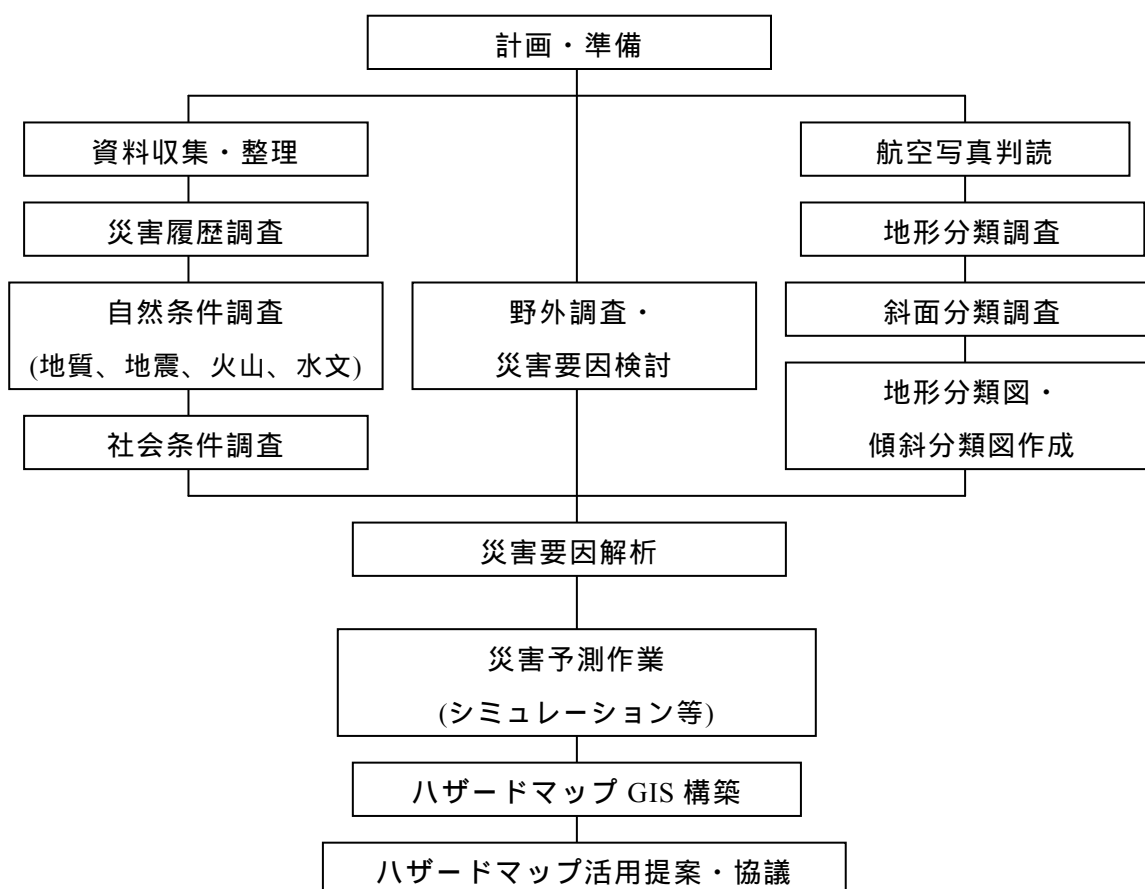 計画・準備
資料収集・整理
航空写真判読
災害履歴調査
地形分類調査
自然条件調査
(地質、地震、火山、水文)
野外調査・
災害要因検討
斜面分類調査
社会条件調査
地形分類図・
傾斜分類図作成
災害要因解析
災害予測作業
(シミュレーション等)
ハザードマップ GIS 構築
ハザードマップ活用提案・協議